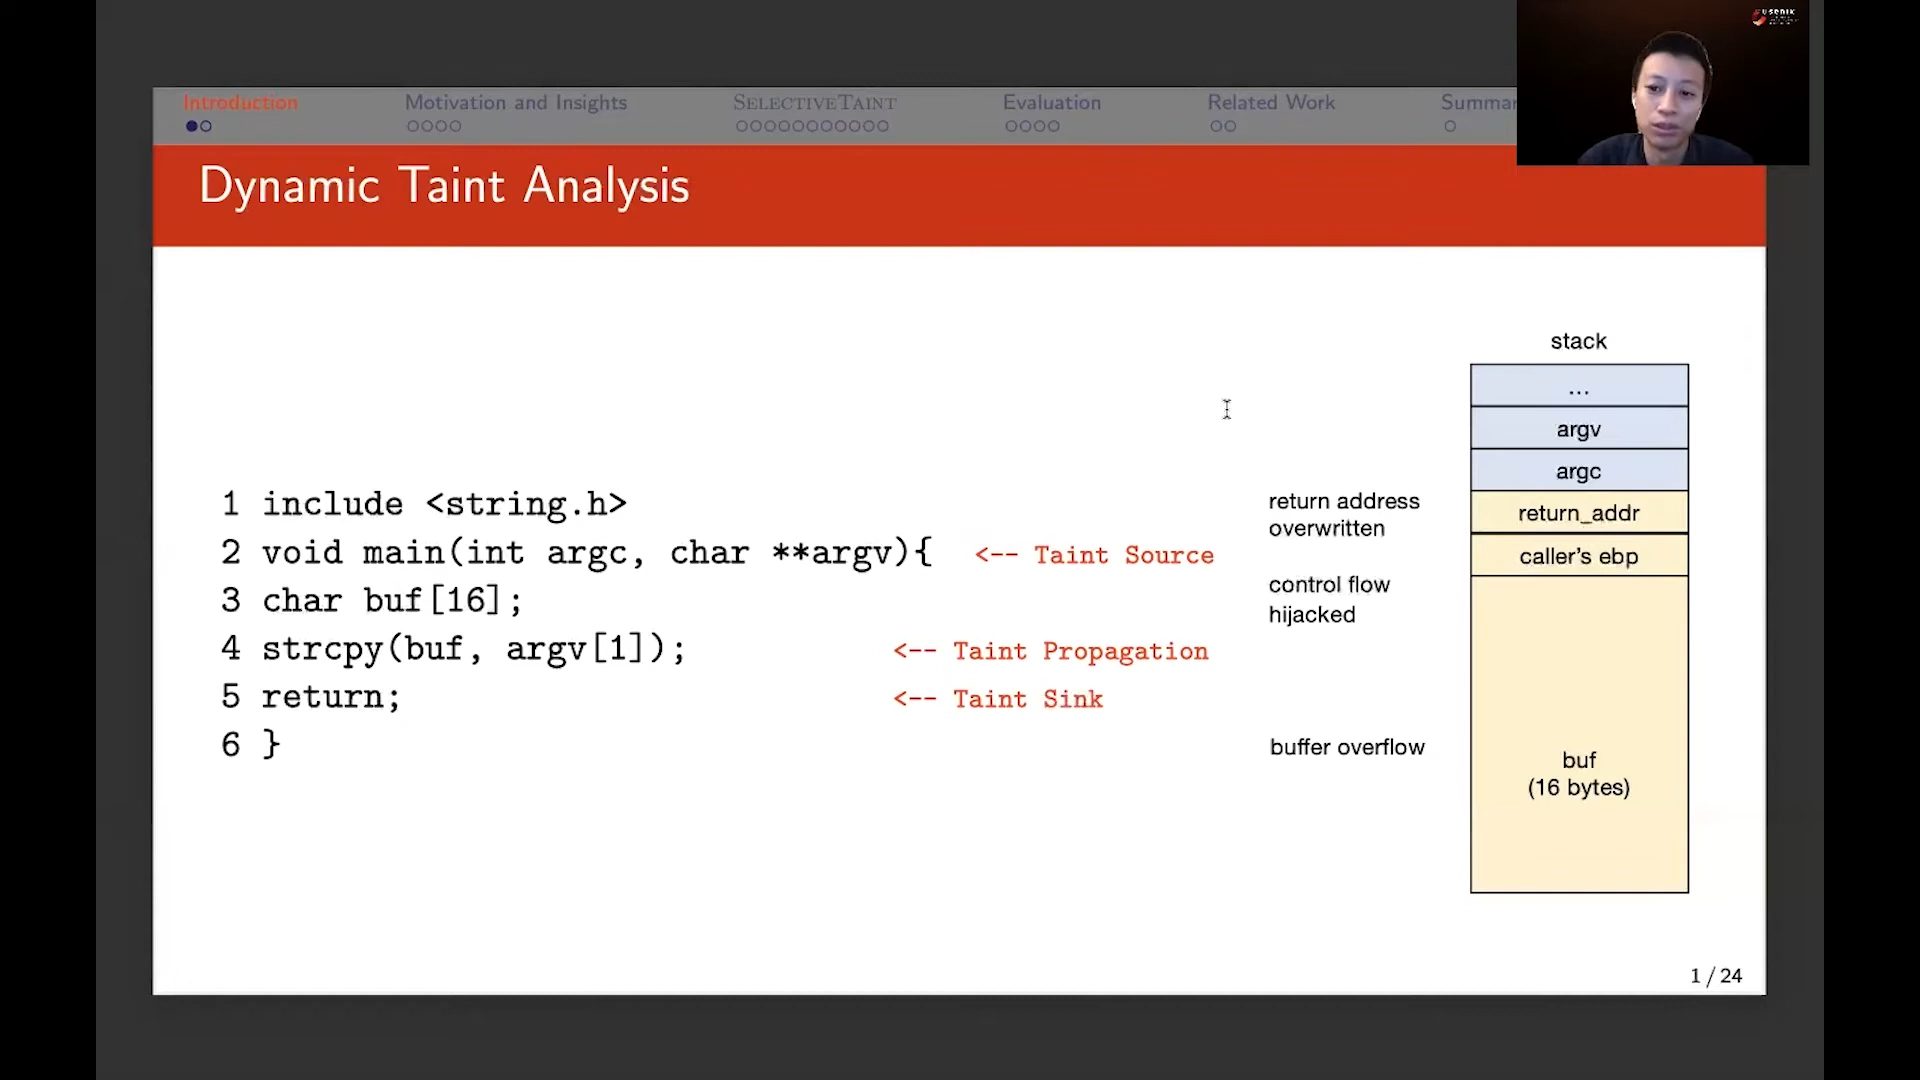 usenix
Introduction
Motivation and Insights
SELECTIVETAINT
Evaluation
Related Work
Summar
Dynamic Taint Analysis
1 include <string.h>
2 void main(int argc, char **argv){ <-- Taint Source
3 char buf[16];
4 strcpy(buf, argv[1]); <-- Taint Propagation
5 return; <-- Taint Sink
6 }
return address
overwritten
control flow
hijacked
buffer overflow
stack
...
argv
argc
return_addr
caller's ebp
buf
(16 bytes)
1 / 24